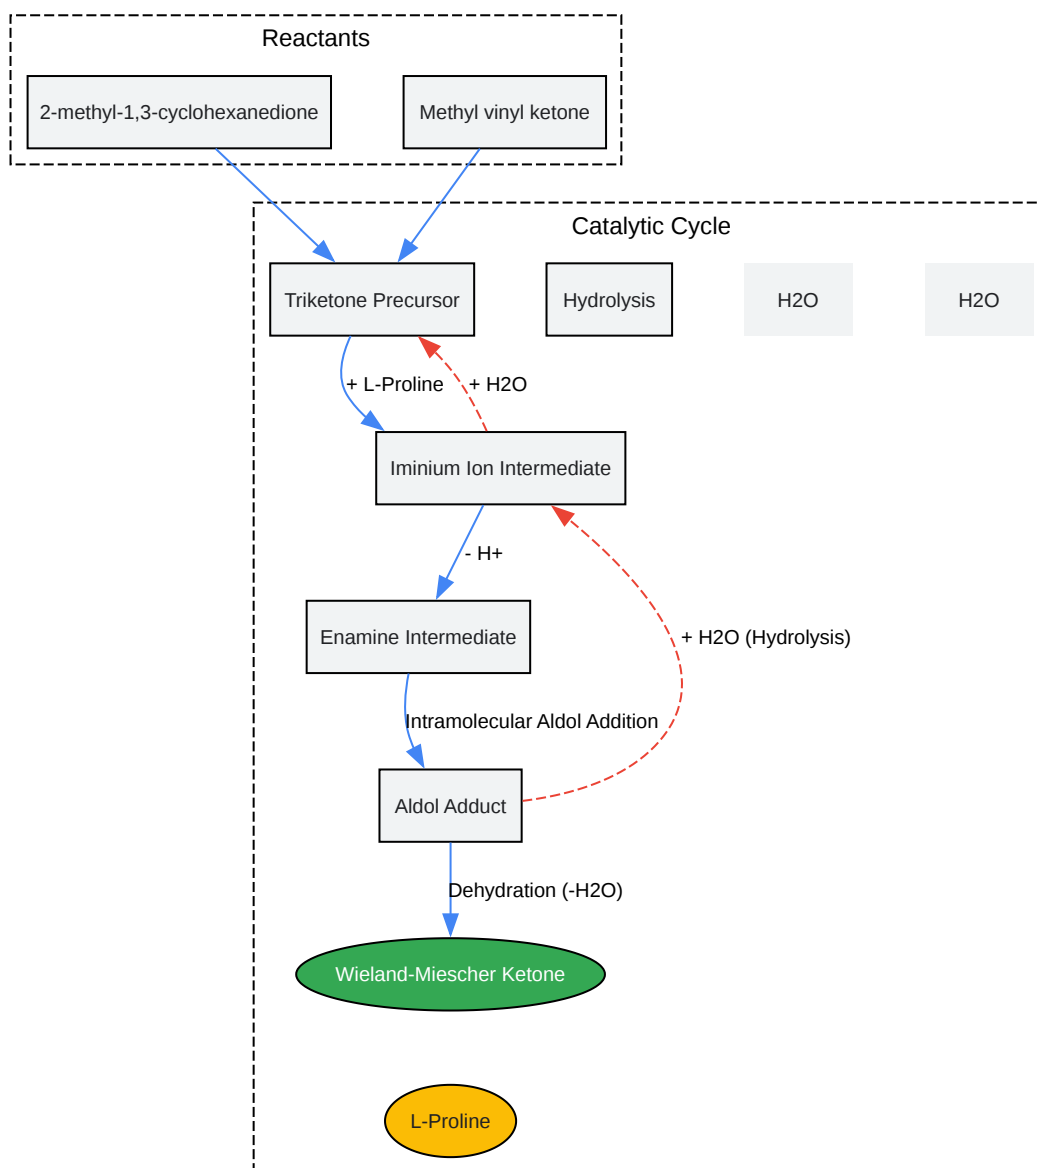 Reactants
2-methyl-1,3-cyclohexanedione
Methyl vinyl ketone
Catalytic Cycle
Triketone Precursor
Hydrolysis
H2O
H2O
+ L-Proline
+ H2O
Iminium Ion Intermediate
- H+
Enamine Intermediate
+ H2O (Hydrolysis)
Intramolecular Aldol Addition
Aldol Adduct
Dehydration (-H2O)
Wieland-Miescher Ketone
L-Proline